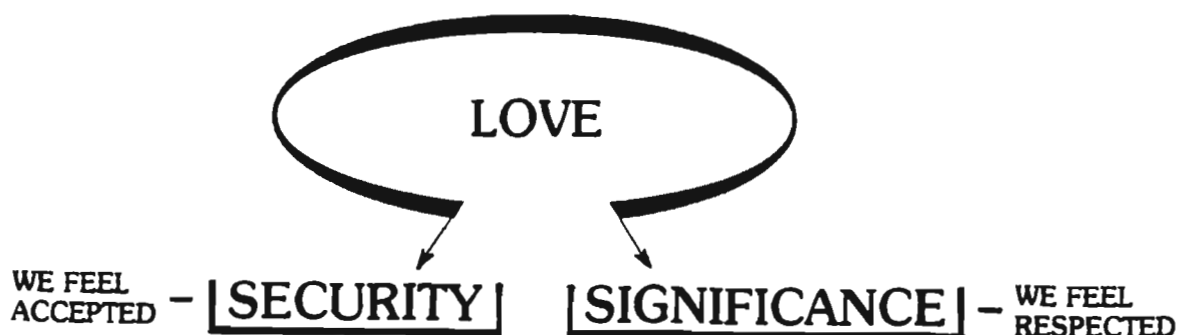 LOVE
WE FEEL
ACCEPTED –
SECURITY
SIGNIFICANCE
– WE FEEL
RESPECTED